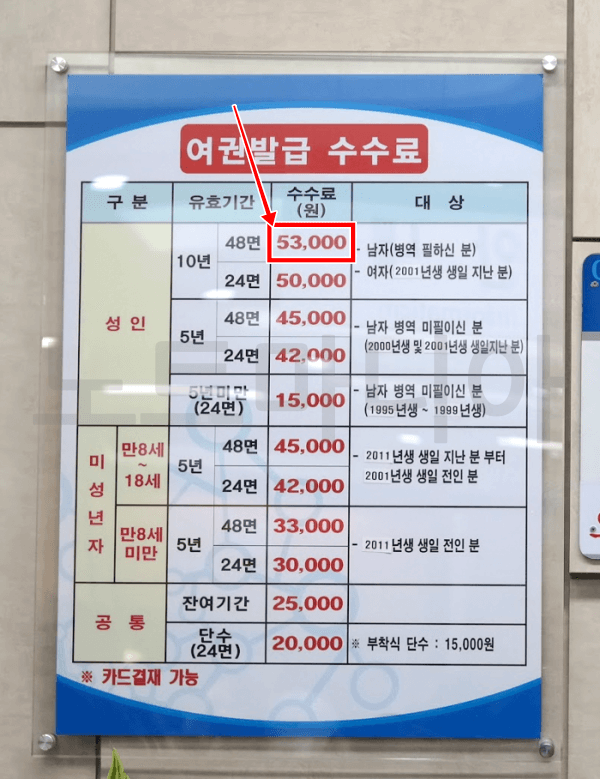 여권발급 수수료
구 분 유효기간 수수료 (원) 대 상
성 인 10년 48면 53,000 - 남자(병역 필하신 분)
24면 50,000 - 여자(2001년생 생일 지난 분)
5년 48면 45,000 - 남자 병역 미필이신 분
24면 42,000 (2000년생 및 2001년생 생일지난 분)
5년미만 (24면) 15,000 - 남자 병역 미필이신 분
(1995년생 ~ 1999년생)
미성년자 만8세 ~ 18세 5년 48면 45,000 - 2011년생 생일 지난 분 부터
24면 42,000 2001년생 생일 전인 분
만8세 미만 5년 48면 33,000 - 2011년생 생일 전인 분
24면 30,000
공 통 잔여기간 25,000
단수 (24면) 20,000 ※ 부착식 단수 : 15,000원
※ 카드결재 가능